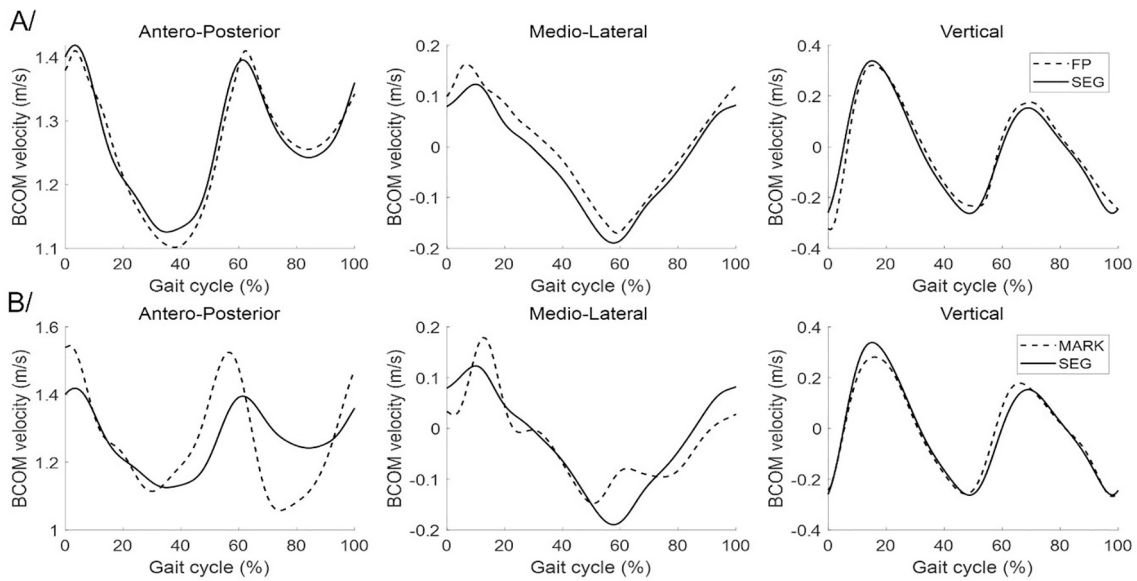 A/
Antero-Posterior
BCOM velocity (m/s)
1.4
1.3
1.2
1.1
0 20 40 60 80 100
Gait cycle (%)
Medio-Lateral
BCOM velocity (m/s)
0.2
0.1
0
-0.1
-0.2
0 20 40 60 80 100
Gait cycle (%)
Vertical
FP
SEG
BCOM velocity (m/s)
0.4
0.2
0
-0.2
-0.4
0 20 40 60 80 100
Gait cycle (%)
B/
Antero-Posterior
BCOM velocity (m/s)
1.6
1.4
1.2
1
0 20 40 60 80 100
Gait cycle (%)
Medio-Lateral
BCOM velocity (m/s)
0.2
0.1
0
-0.1
-0.2
0 20 40 60 80 100
Gait cycle (%)
Vertical
MARK
SEG
BCOM velocity (m/s)
0.4
0.2
0
-0.2
-0.4
0 20 40 60 80 100
Gait cycle (%)